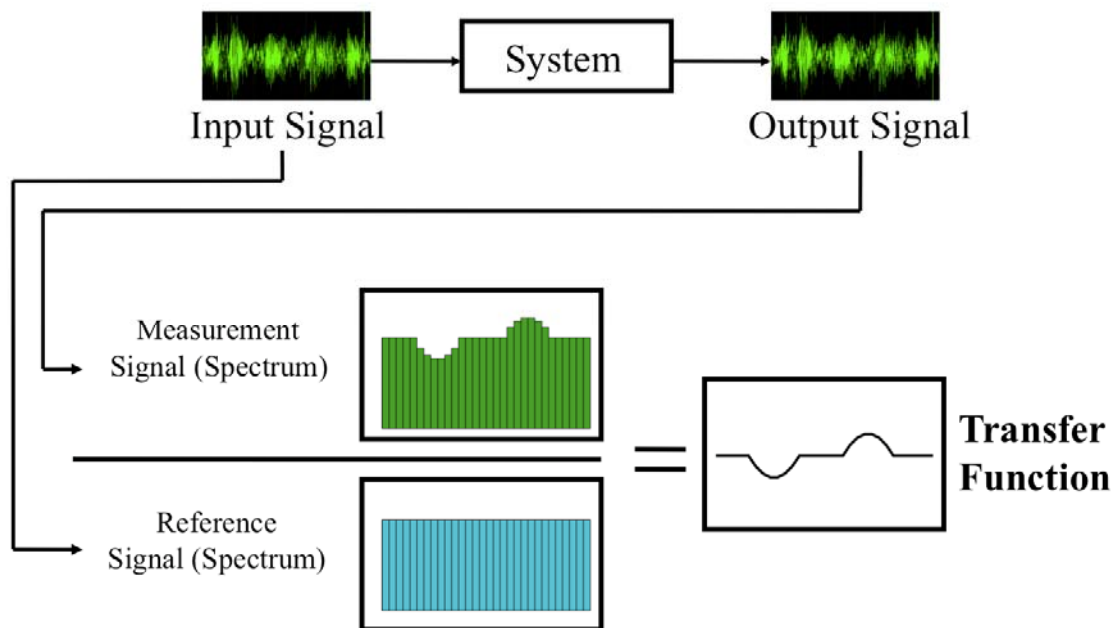 System
Input Signal
Output Signal
Measurement
Signal (Spectrum)
Transfer
Function
Reference
Signal (Spectrum)